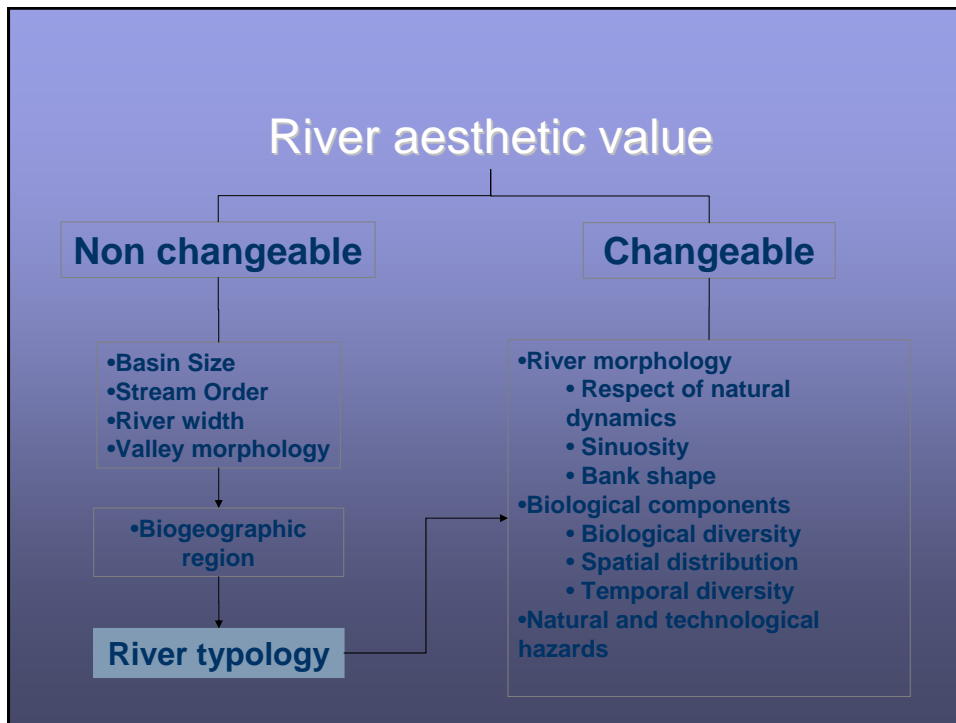 River aesthetic value
Non changeable
•Basin Size
•Stream Order
•River width
•Valley morphology
•Biogeographic
region
River typology
Changeable
•River morphology
• Respect of natural
dynamics
• Sinuosity
• Bank shape
•Biological components
• Biological diversity
• Spatial distribution
• Temporal diversity
•Natural and technological
hazards